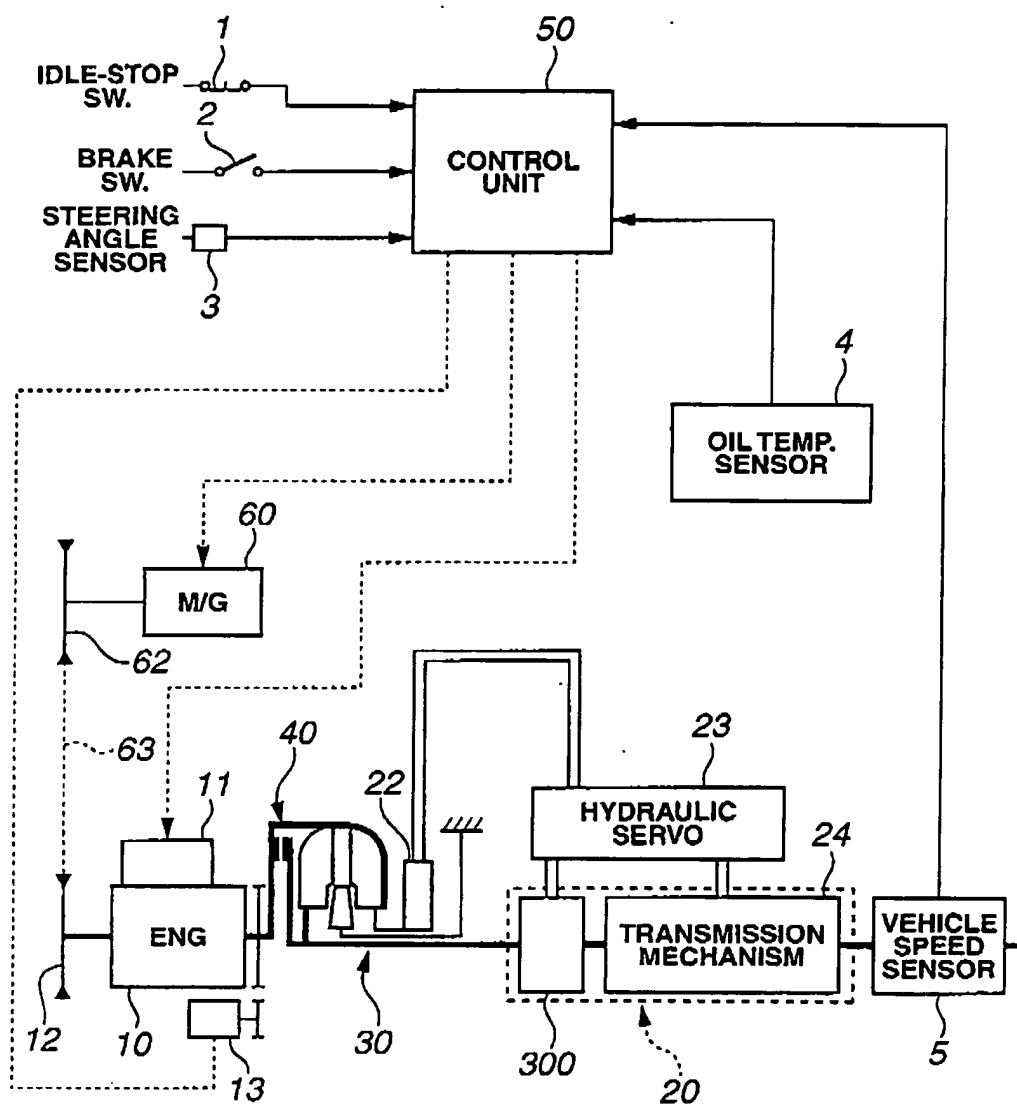 1
50
IDLE-STOP
SW.
2
CONTROL
UNIT
BRAKE
SW.
STEERING
ANGLE
SENSOR
3
4
OIL TEMP.
SENSOR
60
M/G
62
63
40
11
22
23
HYDRAULIC
SERVO
24
ENG
TRANSMISSION
MECHANISM
VEHICLE
SPEED
SENSOR
12
10
13
30
300
20
5